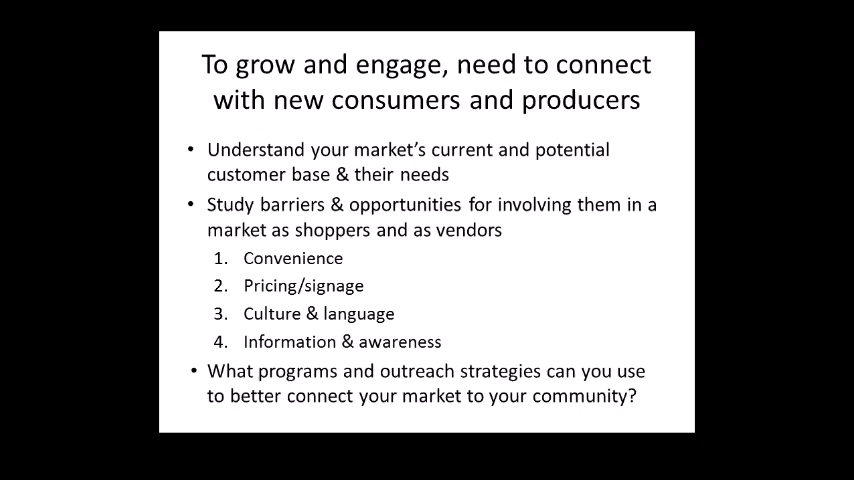 To grow and engage, need to connect
with new consumers and producers
• Understand your market's current and potential
customer base & their needs
• Study barriers & opportunities for involving them in a
market as shoppers and as vendors
1. Convenience
2. Pricing/signage
3. Culture & language
4. Information & awareness
• What programs and outreach strategies can you use
to better connect your market to your community?